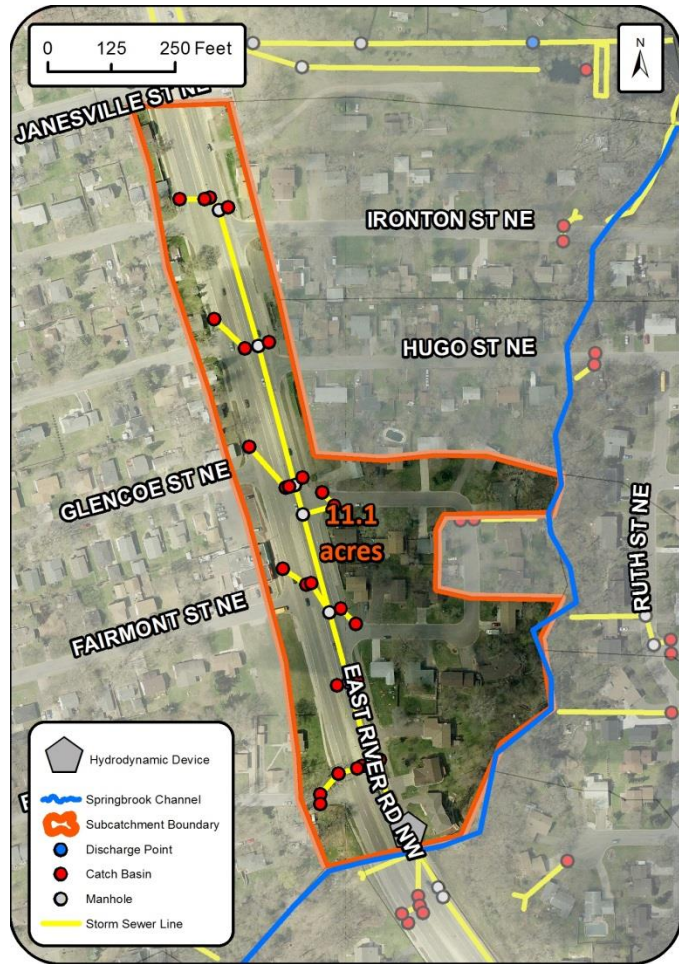 0 125 250 Feet
N
JANESVILLE ST NE
IRONTON ST NE
HUGO ST NE
GLENCOE ST NE
11.1
acres
RUTH ST NE
FAIRMONT ST NE
EAST RIVER RD NW
Hydrodynamic Device
Springbrook Channel
Subcatchment Boundary
Discharge Point
Catch Basin
Manhole
Storm Sewer Line